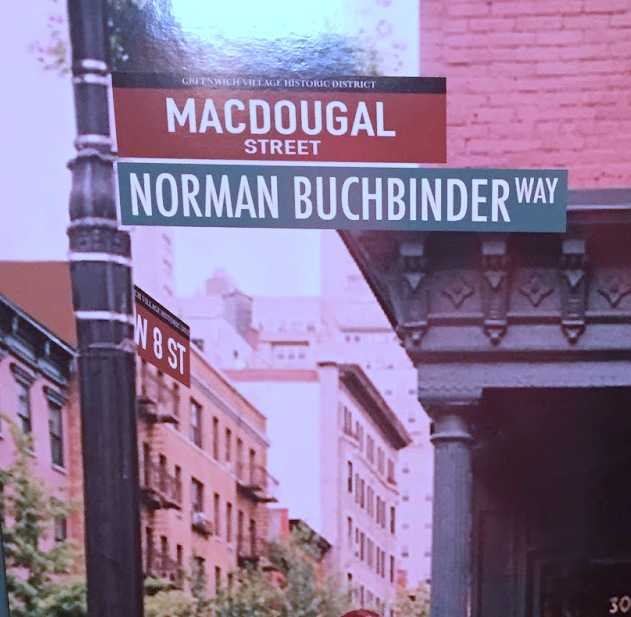 GREENWICH VILLAGE HISTORIC DISTRICT
MACDOUGAL
STREET
NORMAN BUCHBINDER WAY
W 8 ST
30